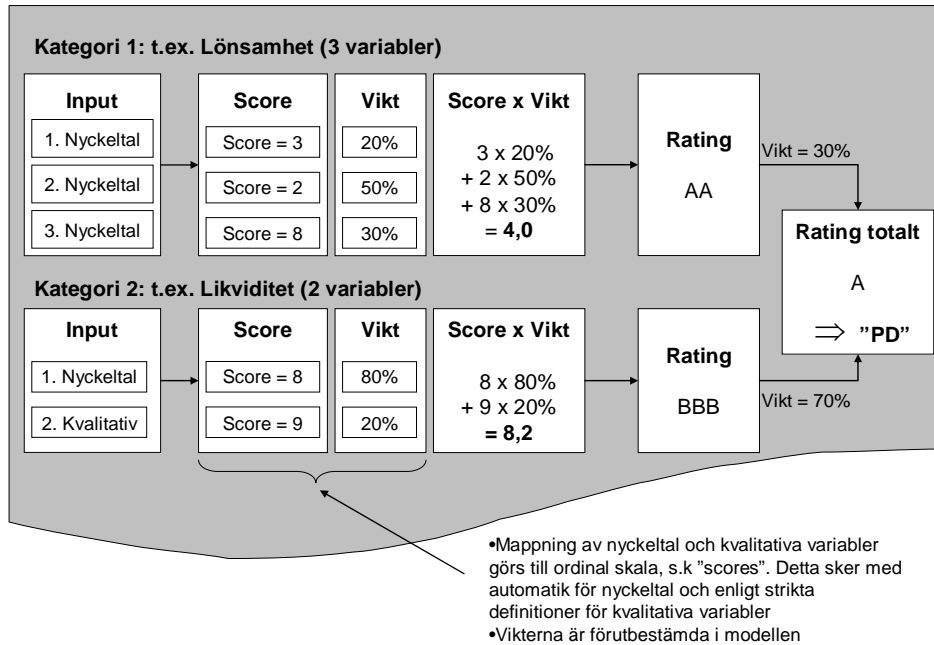 Kategori 1: t.ex. Lönsamhet (3 variabler)
Input
1. Nyckeltal
2. Nyckeltal
3. Nyckeltal
Score
Score = 3
Score = 2
Score = 8
Vikt
20%
50%
30%
Score x Vikt
3 x 20%
+ 2 x 50%
+ 8 x 30%
= 4,0
Rating
AA
Vikt = 30%
Rating totalt
A
⇒ ”PD”
Kategori 2: t.ex. Likviditet (2 variabler)
Input
1. Nyckeltal
2. Kvalitativ
Score
Score = 8
Score = 9
Vikt
80%
20%
Score x Vikt
8 x 80%
+ 9 x 20%
= 8,2
Rating
BBB
Vikt = 70%
•Mappning av nyckeltal och kvalitativa variabler
görs till ordinal skala, s.k ”scores”. Detta sker med
automatik för nyckeltal och enligt strikta
definitioner för kvalitativa variabler
•Vikterna är förutbestämda i modellen